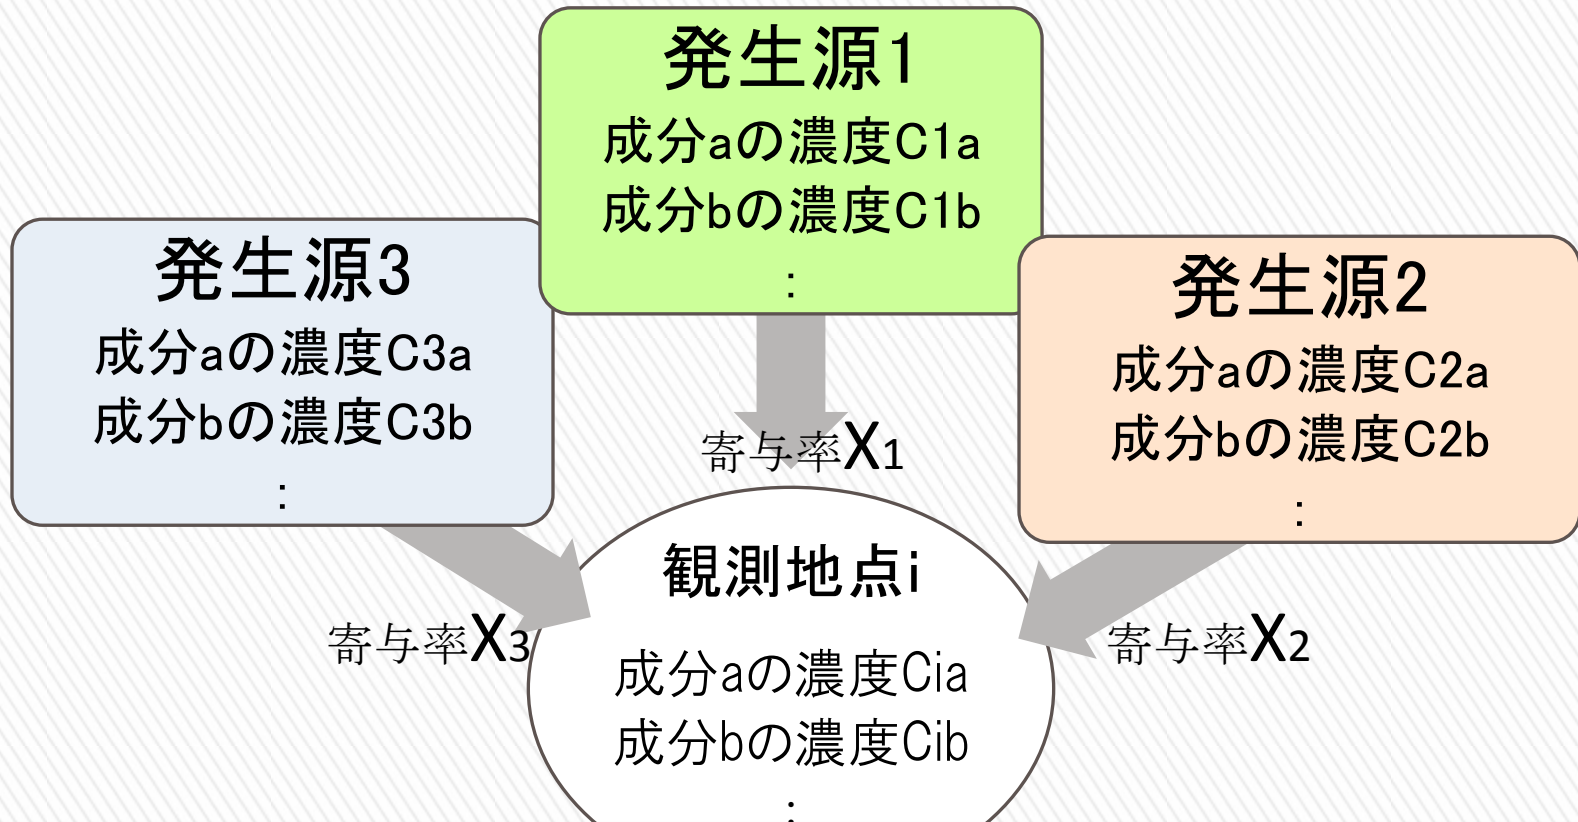 発生源1
成分aの濃度C1a
成分bの濃度C1b
:
発生源3
成分aの濃度C3a
成分bの濃度C3b
:
発生源2
成分aの濃度C2a
成分bの濃度C2b
:
寄与率X1
寄与率X3
寄与率X2
観測地点i
成分aの濃度Cia
成分bの濃度Cib
: